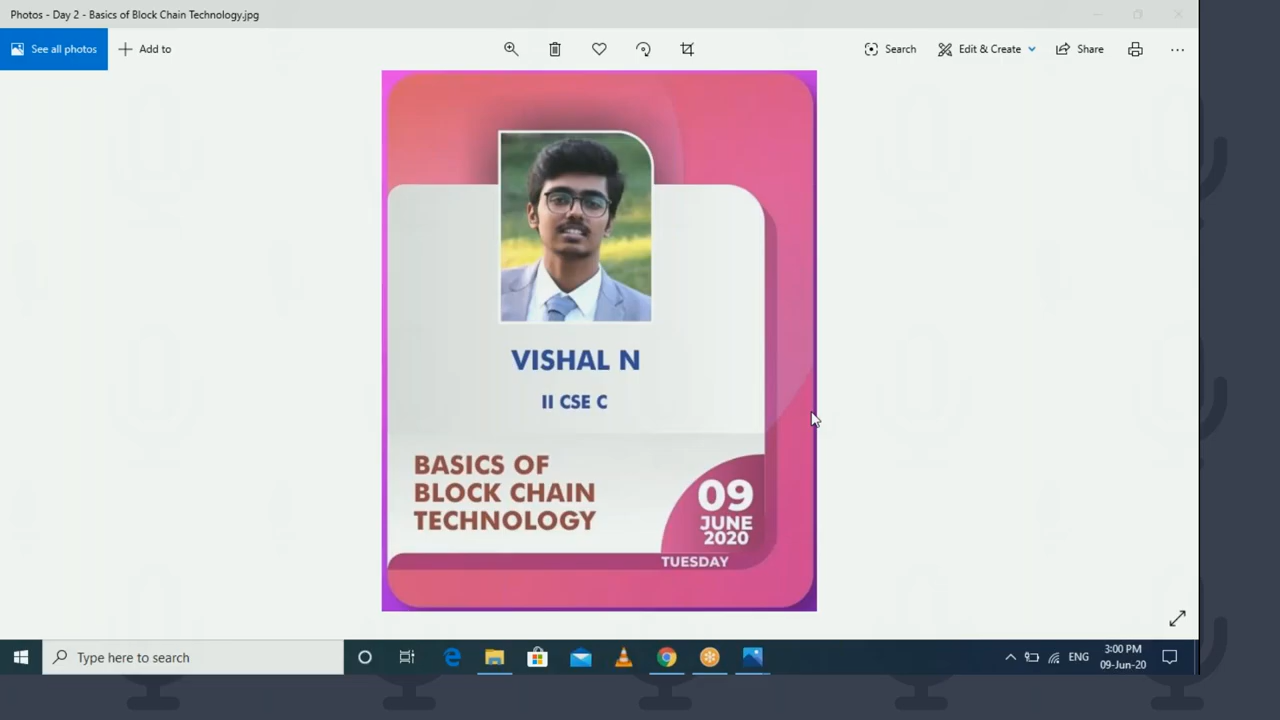 Photos - Day 2 - Basics of Block Chain Technology.jpg
See all photos
Add to
Search
Edit & Create
Share
VISHAL N
II CSE C
BASICS OF
BLOCK CHAIN
TECHNOLOGY
09
JUNE
2020
TUESDAY
Type here to search
ENG
3:00 PM
09-Jun-20